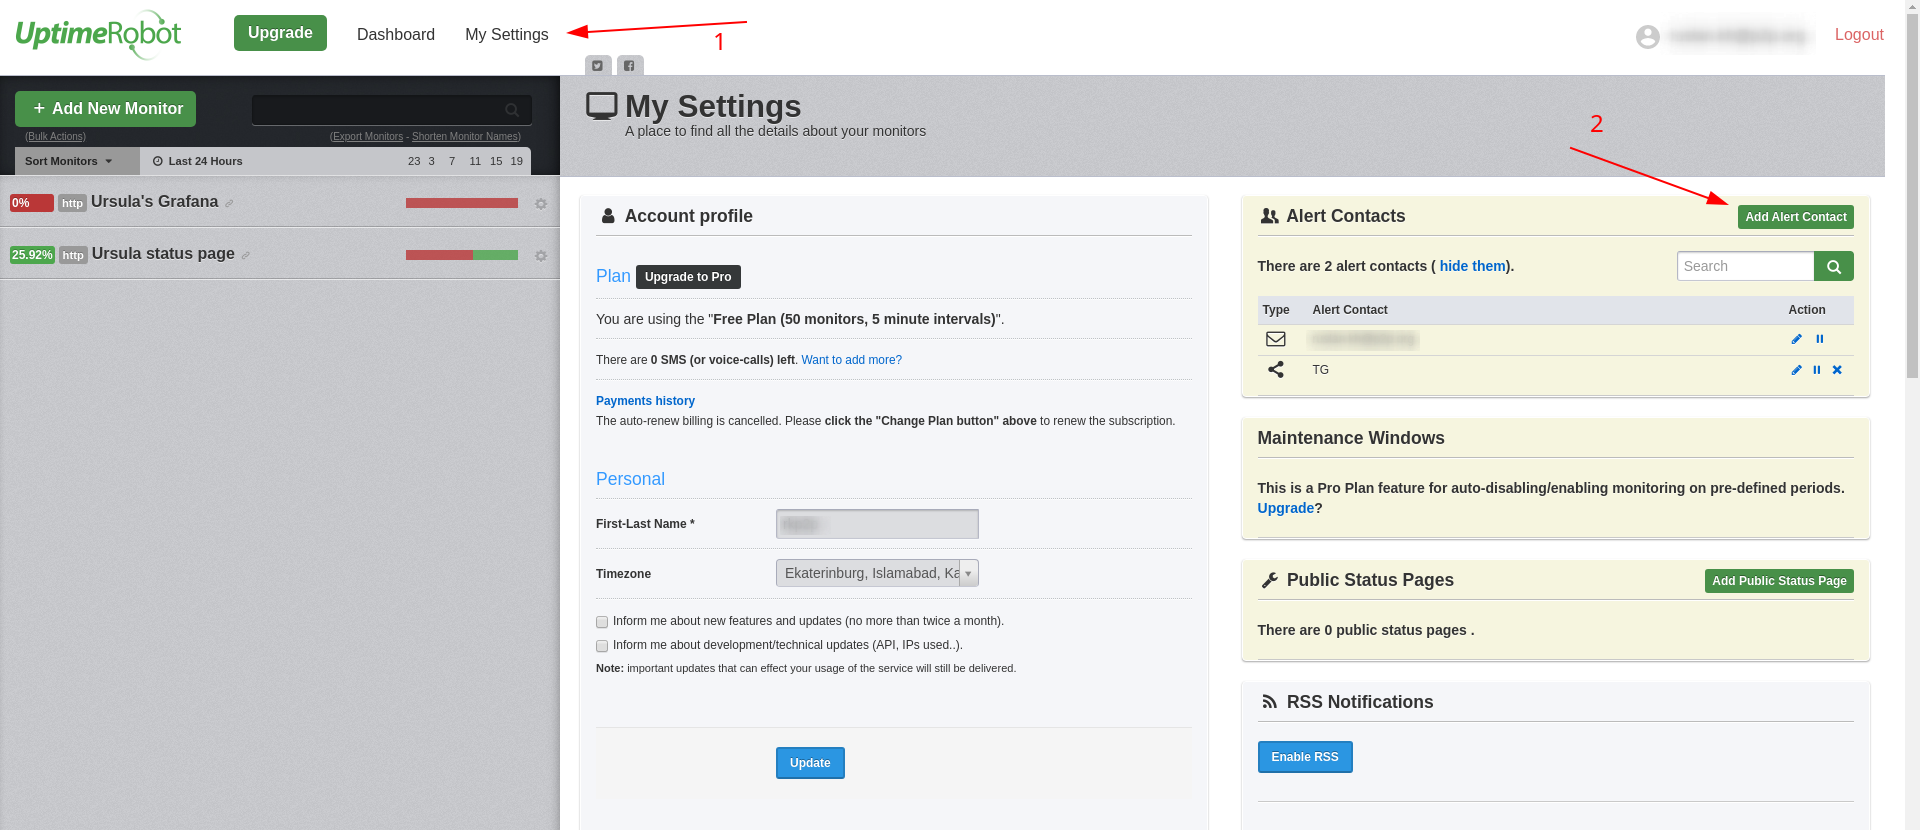 UptimeRobot
Upgrade
Dashboard
My Settings
1
Logout
+ Add New Monitor
(Bulk Actions)
(Export Monitors - Shorten Monitor Names)
Sort Monitors
Last 24 Hours
23 3 7 11 15 19
0% http Ursula's Grafana
25.92% http Ursula status page
My Settings
A place to find all the details about your monitors
2
Account profile
Plan Upgrade to Pro
You are using the "Free Plan (50 monitors, 5 minute intervals)".
There are 0 SMS (or voice-calls) left. Want to add more?
Payments history
The auto-renew billing is cancelled. Please click the "Change Plan button" above to renew the subscription.
Personal
First-Last Name *
Timezone
Ekaterinburg, Islamabad, Ka
Inform me about new features and updates (no more than twice a month).
Inform me about development/technical updates (API, IPs used..).
Note: important updates that can effect your usage of the service will still be delivered.
Update
Alert Contacts
Add Alert Contact
There are 2 alert contacts ( hide them).
Search
Type Alert Contact Action
TG
Maintenance Windows
This is a Pro Plan feature for auto-disabling/enabling monitoring on pre-defined periods.
Upgrade?
Public Status Pages
Add Public Status Page
There are 0 public status pages .
RSS Notifications
Enable RSS